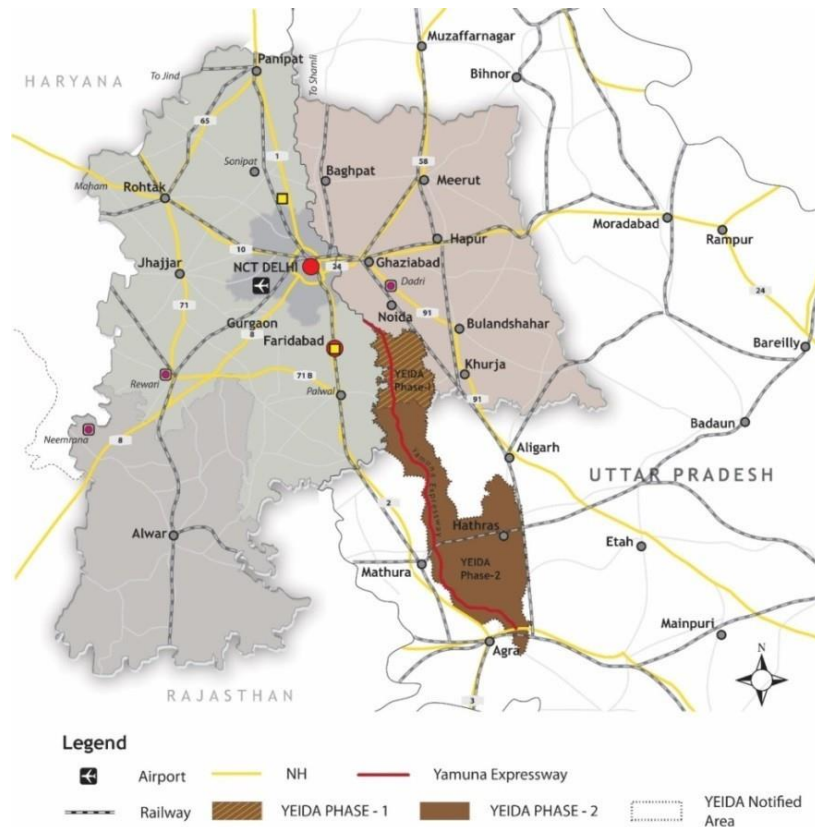 Muzaffarnagar
Panipat
Bihnor
HARYANA
To Jind
To Shamli
65
Sonipat
1
58
Baghpat
Meerut
Maham
Rohtak
Moradabad
Rampur
Hapur
10
NCT DELHI
24
Ghaziabad
Jhajjar
Dadri
24
71
Noida
91
Gurgaon
8
Bulandshahar
Faridabad
Bareilly
YEIDA
Phase-1
Khurja
Rewari
71 B
Palwal
91
Neemrana
8
Badaun
Aligarh
Yamuna Expressway
UTTAR PRADESH
2
Alwar
Hathras
Etah
Mathura
YEIDA
Phase-2
Mainpuri
Agra
N
RAJASTHAN
3
Legend
Airport
NH
Yamuna Expressway
Railway
YEIDA PHASE - 1
YEIDA PHASE - 2
YEIDA Notified
Area